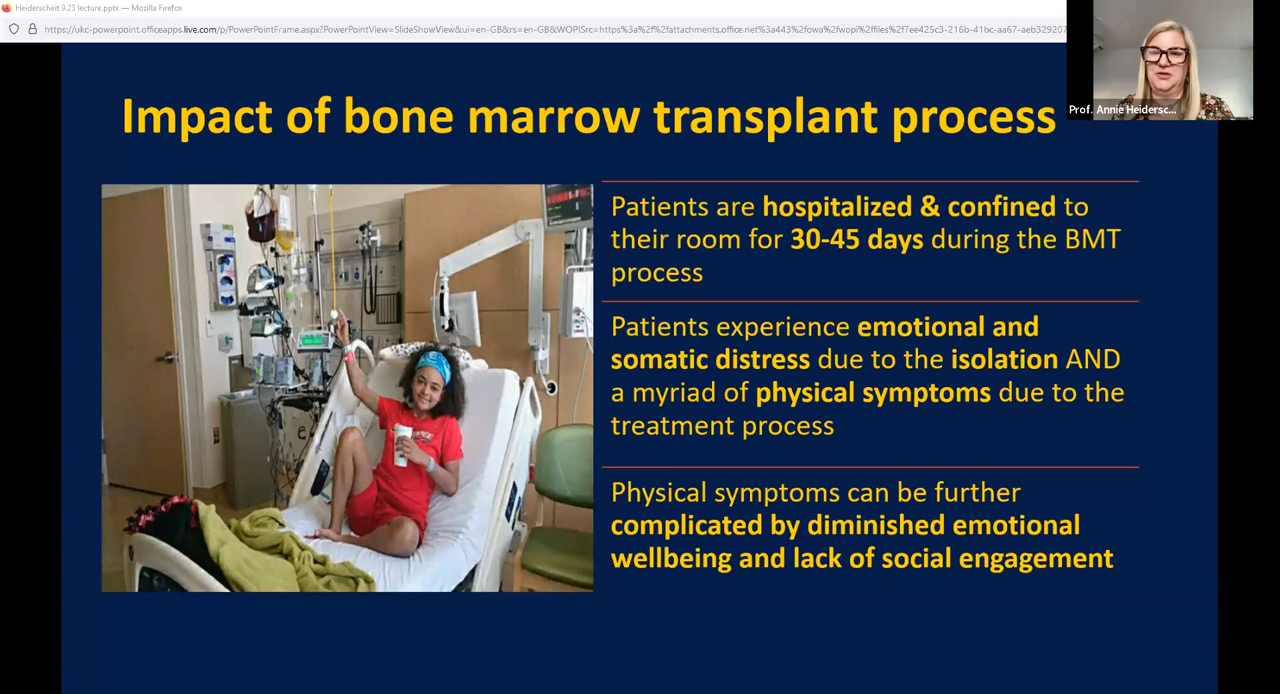 Heiderscheit 9.23 lecture.pptx — Mozilla Firefox
https://ukc-powerpoint.officeapps.live.com/p/PowerPointFrame.aspx?PowerPointView=SlideShowView&ui=en-GB&rs=en-GB&WOPISrc=https%3a%2f%2fattachments.office.net%3a443%2fowa%2fwopi%2ffiles%2f7ee425c3-216b-41bc-aa67-aeb329207
Prof. Annie Heidersc...
Impact of bone marrow transplant process
Patients are hospitalized & confined to
their room for 30-45 days during the BMT
process
Patients experience emotional and
somatic distress due to the isolation AND
a myriad of physical symptoms due to the
treatment process
Physical symptoms can be further
complicated by diminished emotional
wellbeing and lack of social engagement